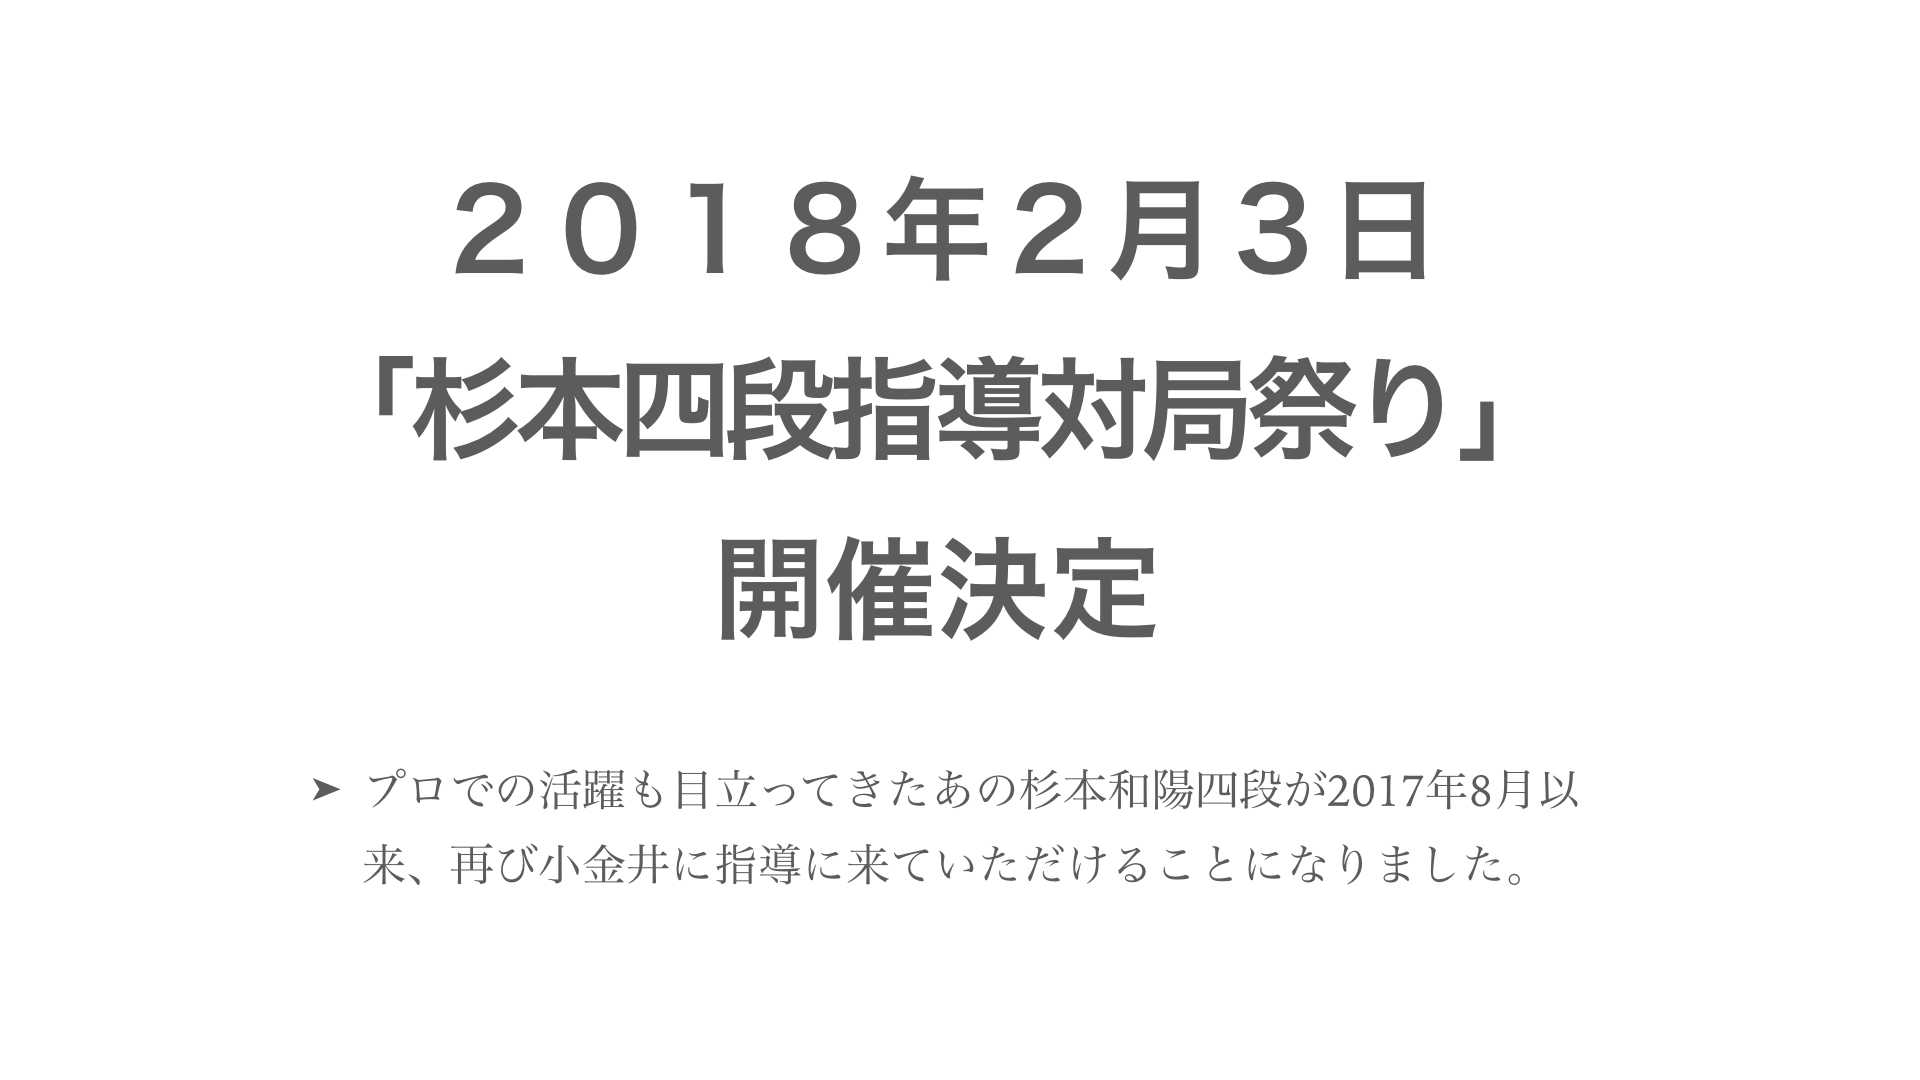 ２０１８年２月３日
「杉本四段指導対局祭り」
開催決定
➤ プロでの活躍も目立ってきたあの杉本和陽四段が2017年8月以
来、再び小金井に指導に来ていただけることになりました。